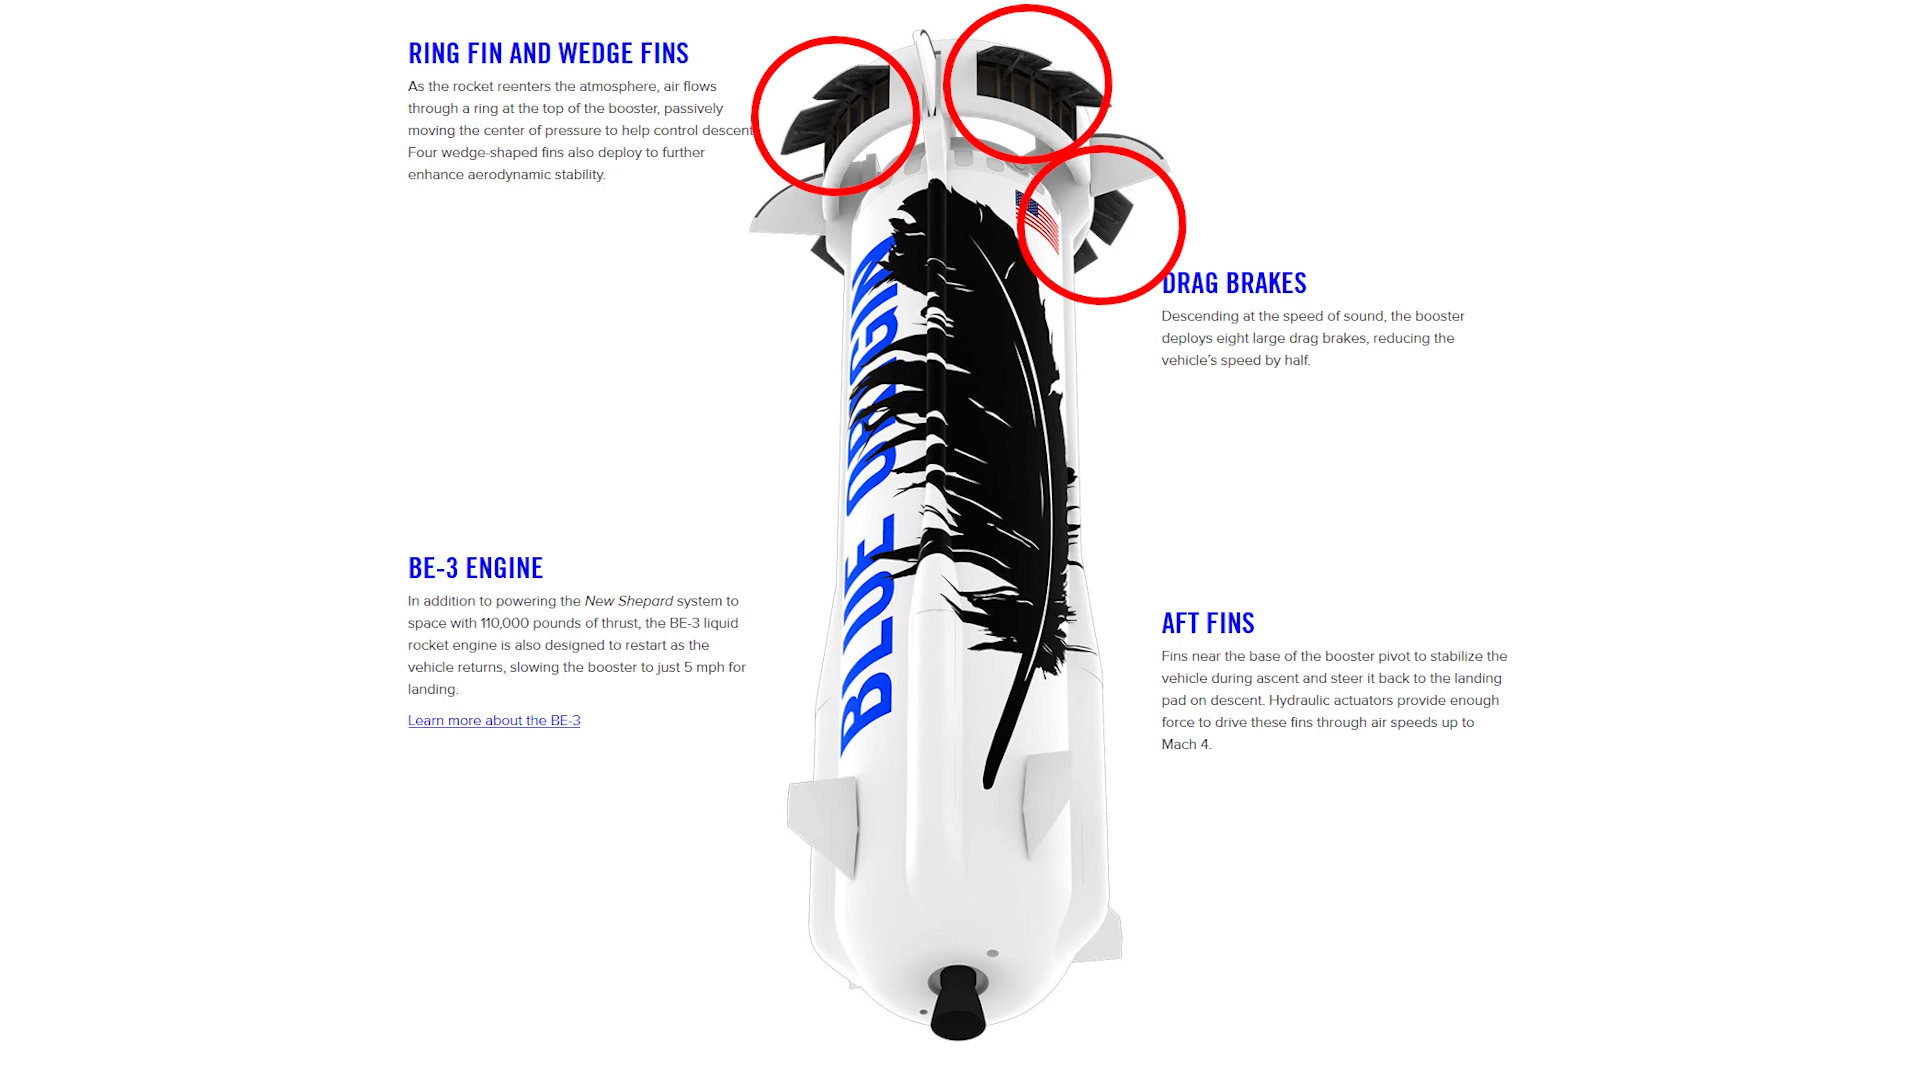 RING FIN AND WEDGE FINS
As the rocket reenters the atmosphere, air flows
through a ring at the top of the booster, passively
moving the center of pressure to help control descent
Four wedge-shaped fins also deploy to further
enhance aerodynamic stability.
DRAG BRAKES
Descending at the speed of sound, the booster
deploys eight large drag brakes, reducing the
vehicle's speed by half.
BLUE ORIGIN
BE-3 ENGINE
In addition to powering the New Shepard system to
space with 110,000 pounds of thrust, the BE-3 liquid
rocket engine is also designed to restart as the
vehicle returns, slowing the booster to just 5 mph for
landing.
Learn more about the BE-3
AFT FINS
Fins near the base of the booster pivot to stabilize the
vehicle during ascent and steer it back to the landing
pad on descent. Hydraulic actuators provide enough
force to drive these fins through air speeds up to
Mach 4.